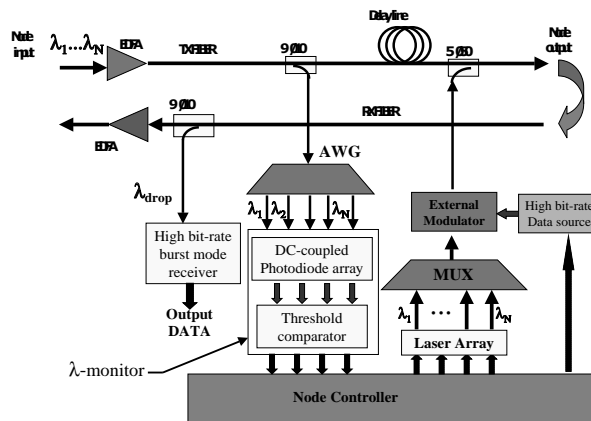 Node
input
λ1...λN
EDFA
TX FIBER
90/10
Delay line
50/50
Node
output
90/10
RX FIBER
EDFA
AWG
λdrop
λ1 λ2 λN
High bit-rate
burst mode
receiver
Output
DATA
DC-coupled
Photodiode array
Threshold
comparator
λ-monitor
External
Modulator
High bit-rate
Data source
MUX
λ1 ... λN
Laser Array
Node Controller